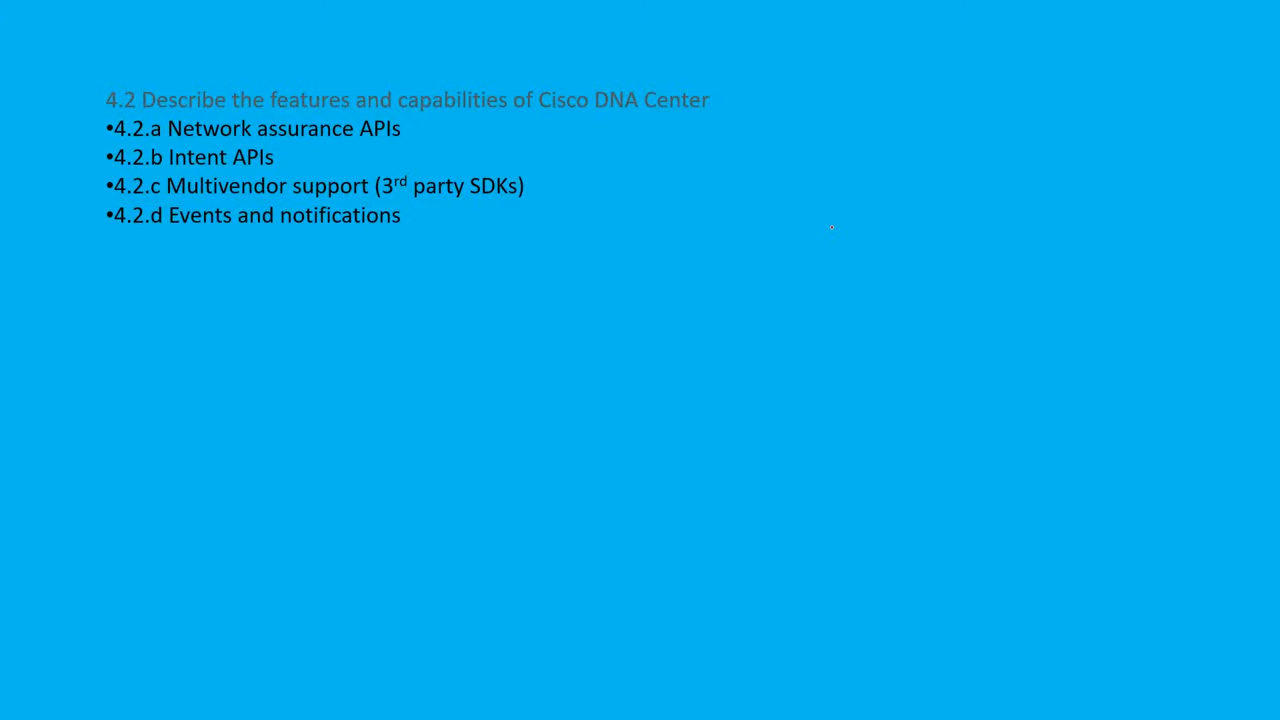 4.2 Describe the features and capabilities of Cisco DNA Center
•4.2.a Network assurance APIs
•4.2.b Intent APIs
•4.2.c Multivendor support (3rd party SDKs)
•4.2.d Events and notifications